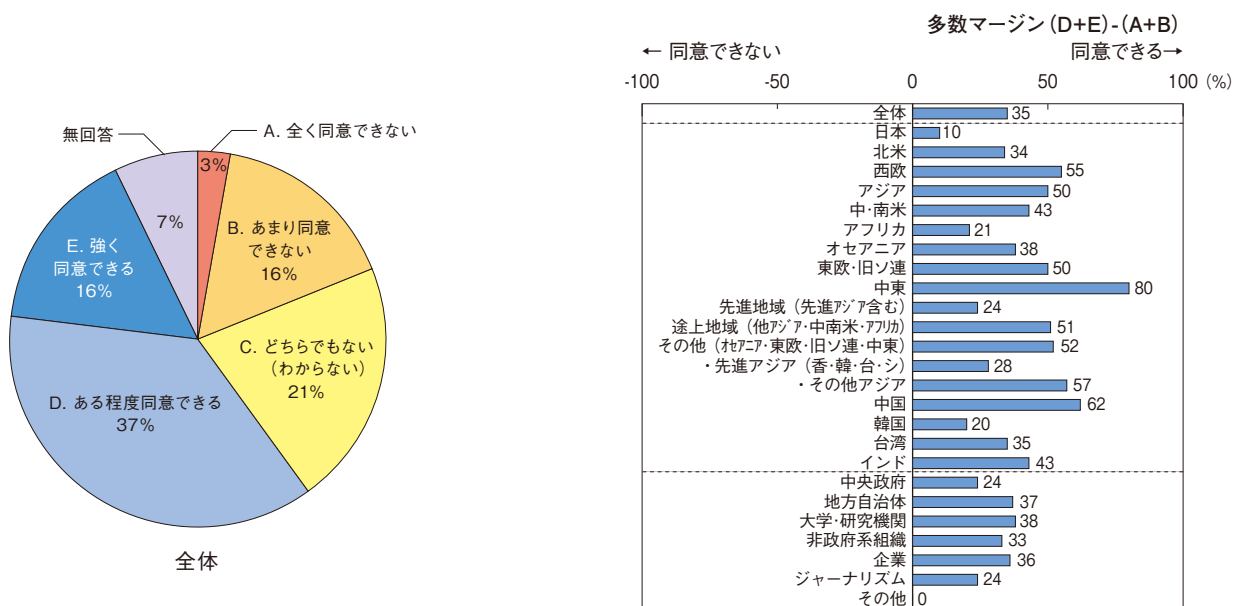 無回答
A. 全く同意できない
3%
7%
B. あまり同意
できない
16%
E. 強く
同意できる
16%
C. どちらでもない
(わからない)
21%
D. ある程度同意できる
37%
全体
多数マージン(D+E)-(A+B)
← 同意できない 同意できる→
-100 -50 0 50 100 (%)
全体 35
日本 10
北米 34
西欧 55
アジア 50
中・南米 43
アフリカ 21
オセアニア 38
東欧・旧ソ連 50
中東 80
先進地域(先進ｱｼﾞｱ含む) 24
途上地域(他ｱｼﾞｱ・中南米・ｱﾌﾘｶ) 51
その他(ｵｾｱﾆｱ・東欧・旧ソ連・中東) 52
・先進アジア(香・韓・台・シ) 28
・その他アジア 57
中国 62
韓国 20
台湾 35
インド 43
中央政府 24
地方自治体 37
大学・研究機関 38
非政府系組織 33
企業 36
ジャーナリズム 24
その他 0